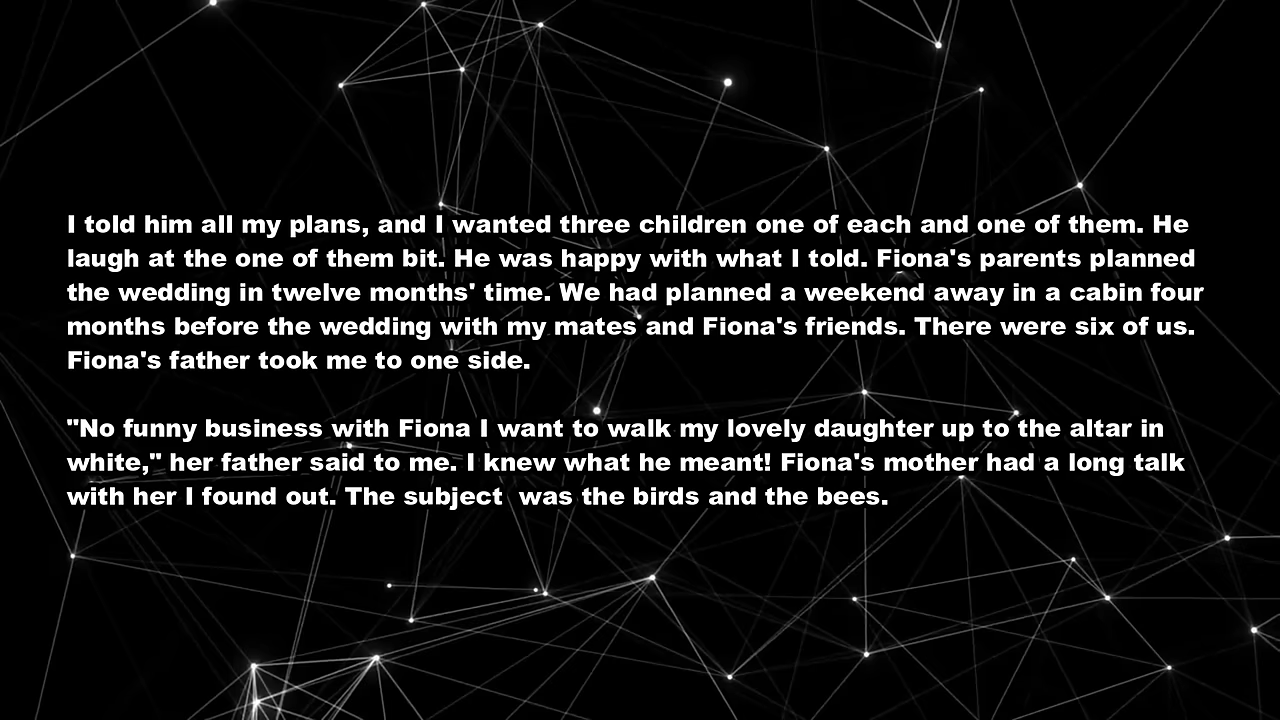 I told him all my plans, and I wanted three children one of each and one of them. He
laugh at the one of them bit. He was happy with what I told. Fiona's parents planned
the wedding in twelve months' time. We had planned a weekend away in a cabin four
months before the wedding with my mates and Fiona's friends. There were six of us.
Fiona's father took me to one side.
"No funny business with Fiona I want to walk my lovely daughter up to the altar in
white," her father said to me. I knew what he meant! Fiona's mother had a long talk
with her I found out. The subject  was the birds and the bees.